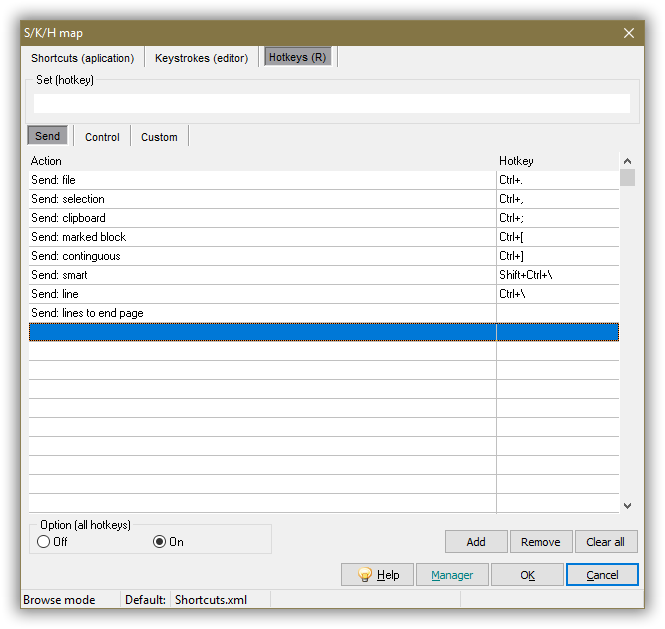 S/K/H map
Shortcuts (aplication) Keystrokes (editor) Hotkeys (R)
Set (hotkey)
Send Control Custom
Action Hotkey
Send: file Ctrl+.
Send: selection Ctrl+,
Send: clipboard Ctrl+;
Send: marked block Ctrl+[
Send: continguous Ctrl+]
Send: smart Shift+Ctrl+\
Send: line Ctrl+\
Send: lines to end page
Option (all hotkeys)
Off On
Add Remove Clear all
Help Manager OK Cancel
Browse mode Default: Shortcuts.xml